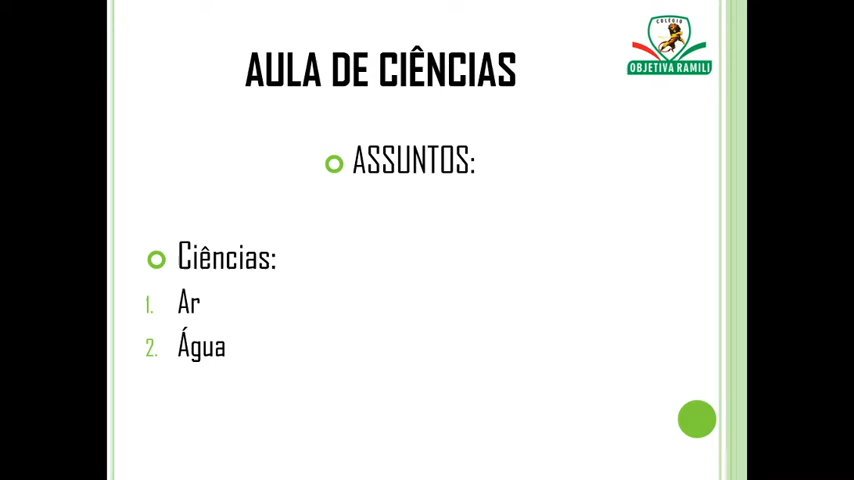 COLÉGIO
OBJETIVA RAMILI
AULA DE CIÊNCIAS
ASSUNTOS:
Ciências:
1. Ar
2. Água